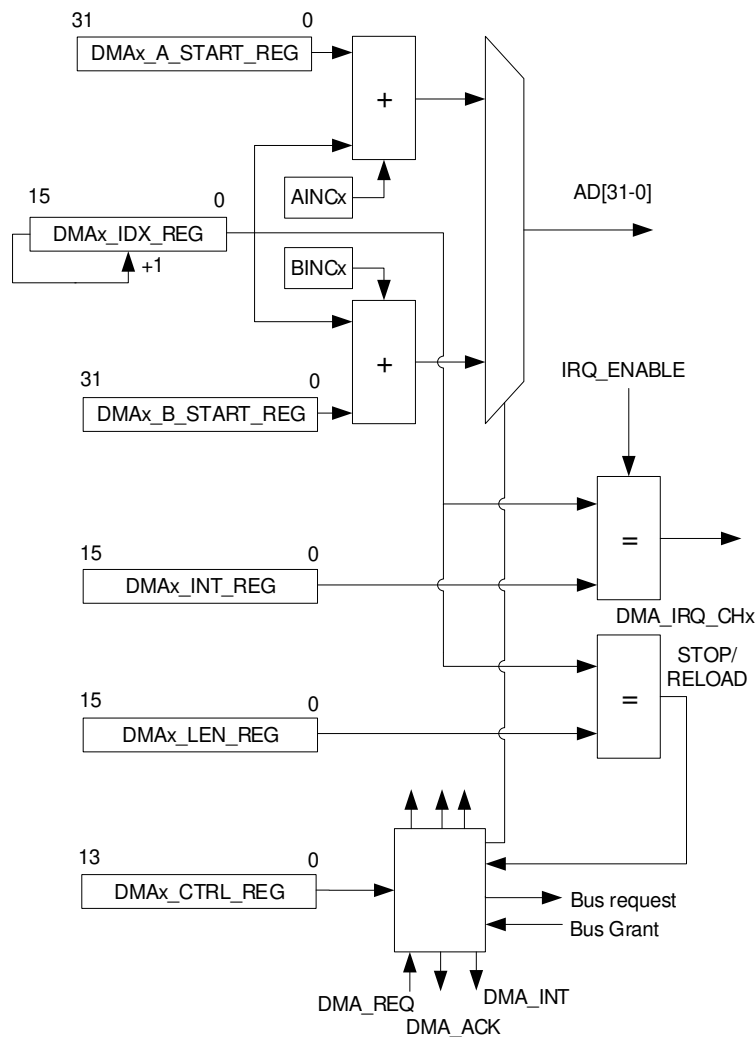 31 0
DMAx_A_START_REG
+
AINCx
15 0
DMAx_IDX_REG
+1
AD[31-0]
BINCx
+
31 0
DMAx_B_START_REG
IRQ_ENABLE
15 0
DMAx_INT_REG
=
DMA_IRQ_CHx
STOP/
RELOAD
15 0
DMAx_LEN_REG
=
13 0
DMAx_CTRL_REG
Bus request
Bus Grant
DMA_REQ
DMA_INT
DMA_ACK